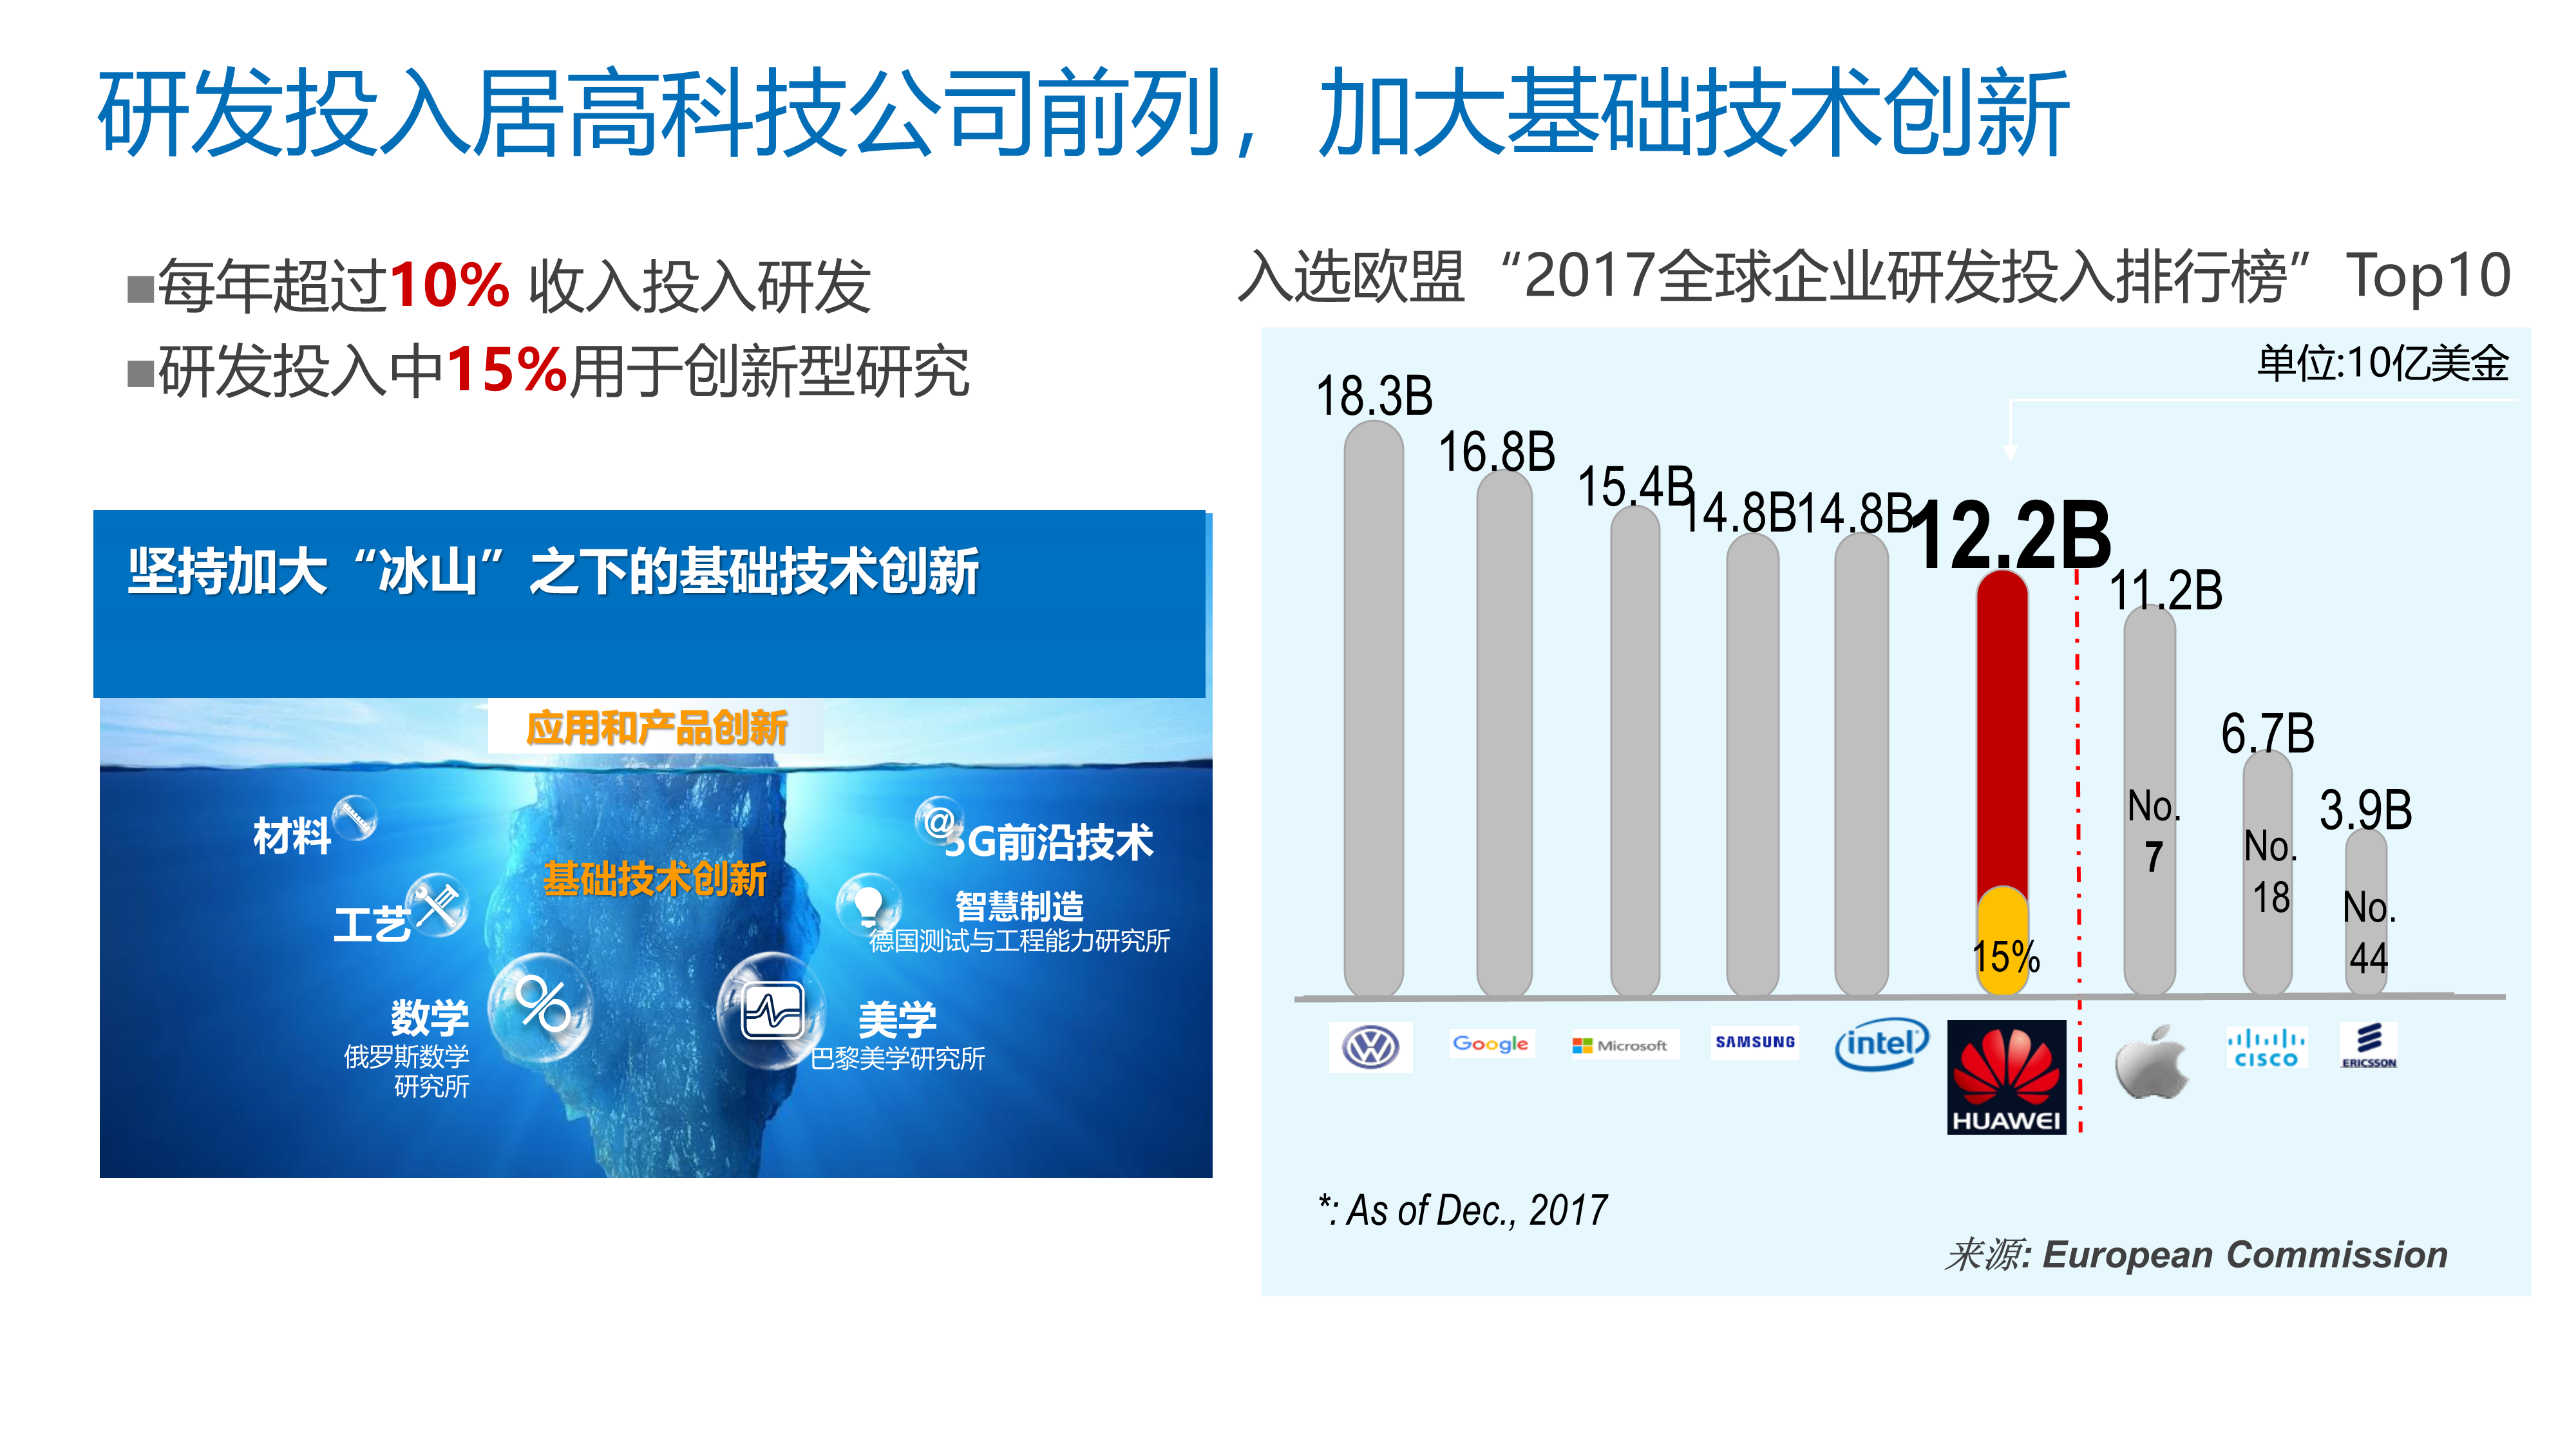 研发投入居高科技公司前列，加大基础技术创新
■每年超过10% 收入投入研发
■研发投入中15%用于创新型研究
坚持加大“冰山”之下的基础技术创新
应用和产品创新
基础技术创新
材料
工艺
数学
俄罗斯数学
研究所
@
5G前沿技术
智慧制造
德国测试与工程能力研究所
%
美学
巴黎美学研究所
入选欧盟“2017全球企业研发投入排行榜”Top10
单位:10亿美金
18.3B
16.8B
15.4B
14.8B
14.8B
12.2B
11.2B
6.7B
3.9B
15%
No.
7
No.
18
No.
44
Google
Microsoft
SAMSUNG
intel
HUAWEI
CISCO
ERICSSON
*: As of Dec., 2017
来源: European Commission